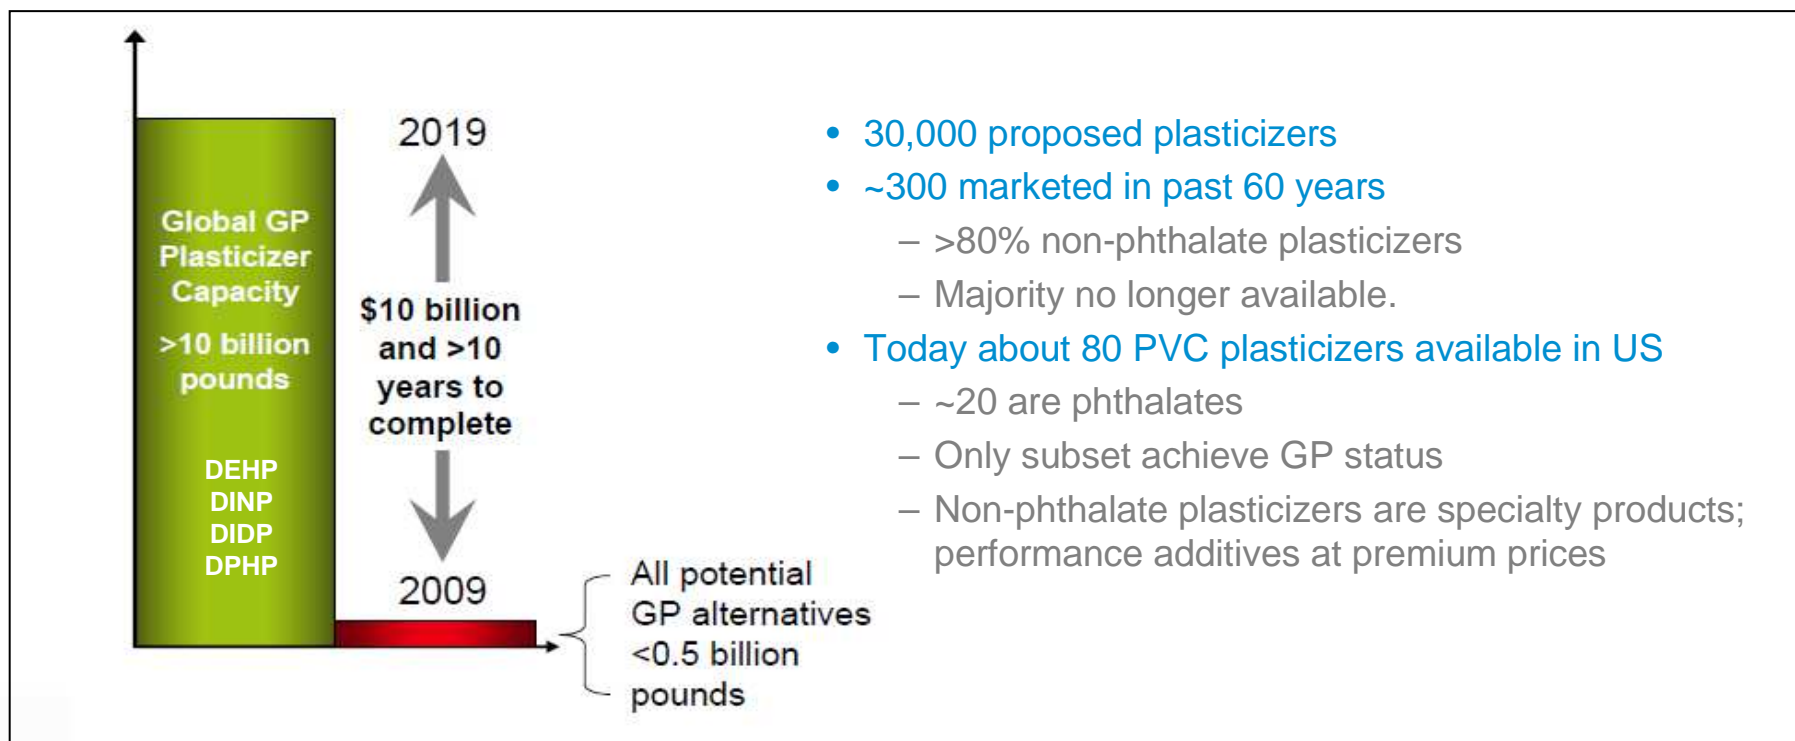 2019
Global GP
Plasticizer
Capacity
>10 billion
pounds
DEHP
DINP
DIDP
DPHP
$10 billion
and >10
years to
complete
2009
All potential
GP alternatives
<0.5 billion
pounds
• 30,000 proposed plasticizers
• ~300 marketed in past 60 years
– >80% non-phthalate plasticizers
– Majority no longer available.
• Today about 80 PVC plasticizers available in US
– ~20 are phthalates
– Only subset achieve GP status
– Non-phthalate plasticizers are specialty products;
performance additives at premium prices